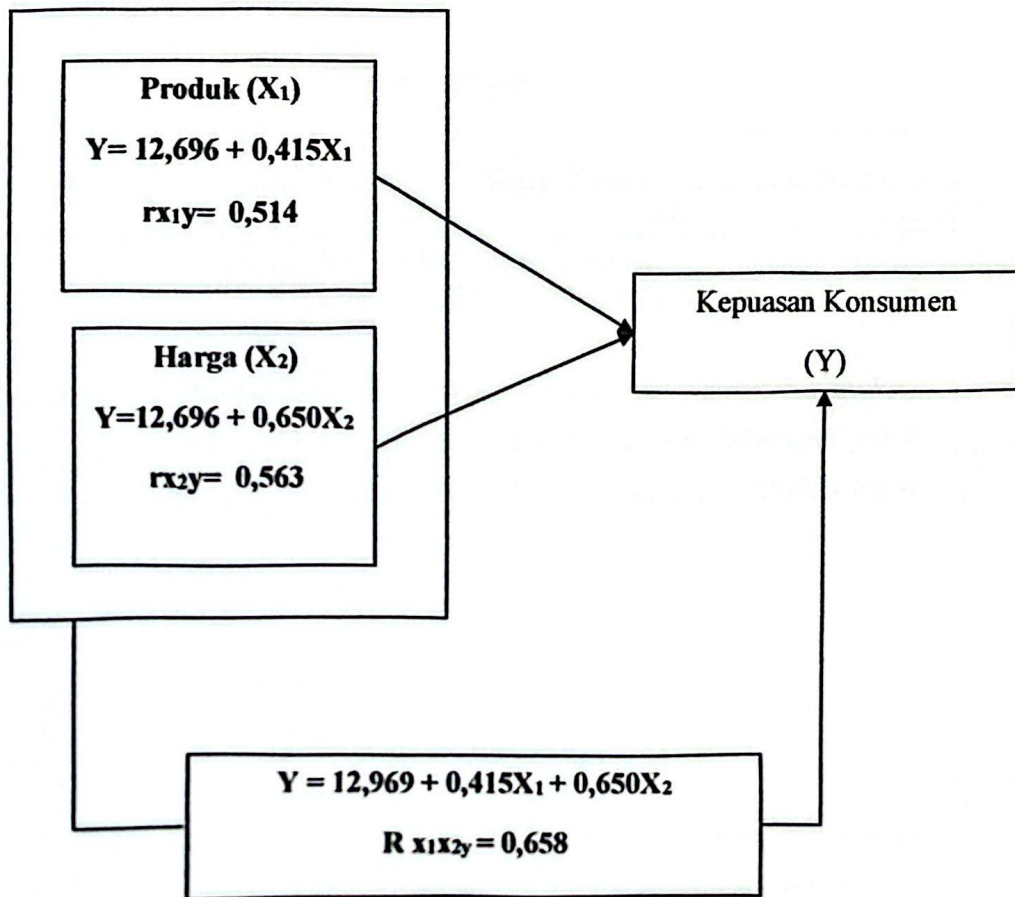 Produk (X₁)
Y= 12,696 + 0,415X₁
rx₁y= 0,514
Harga (X₂)
Y=12,696 + 0,650X₂
rx₂y= 0,563
Kepuasan Konsumen
(Y)
Y = 12,969 + 0,415X₁ + 0,650X₂
R x₁x₂y = 0,658